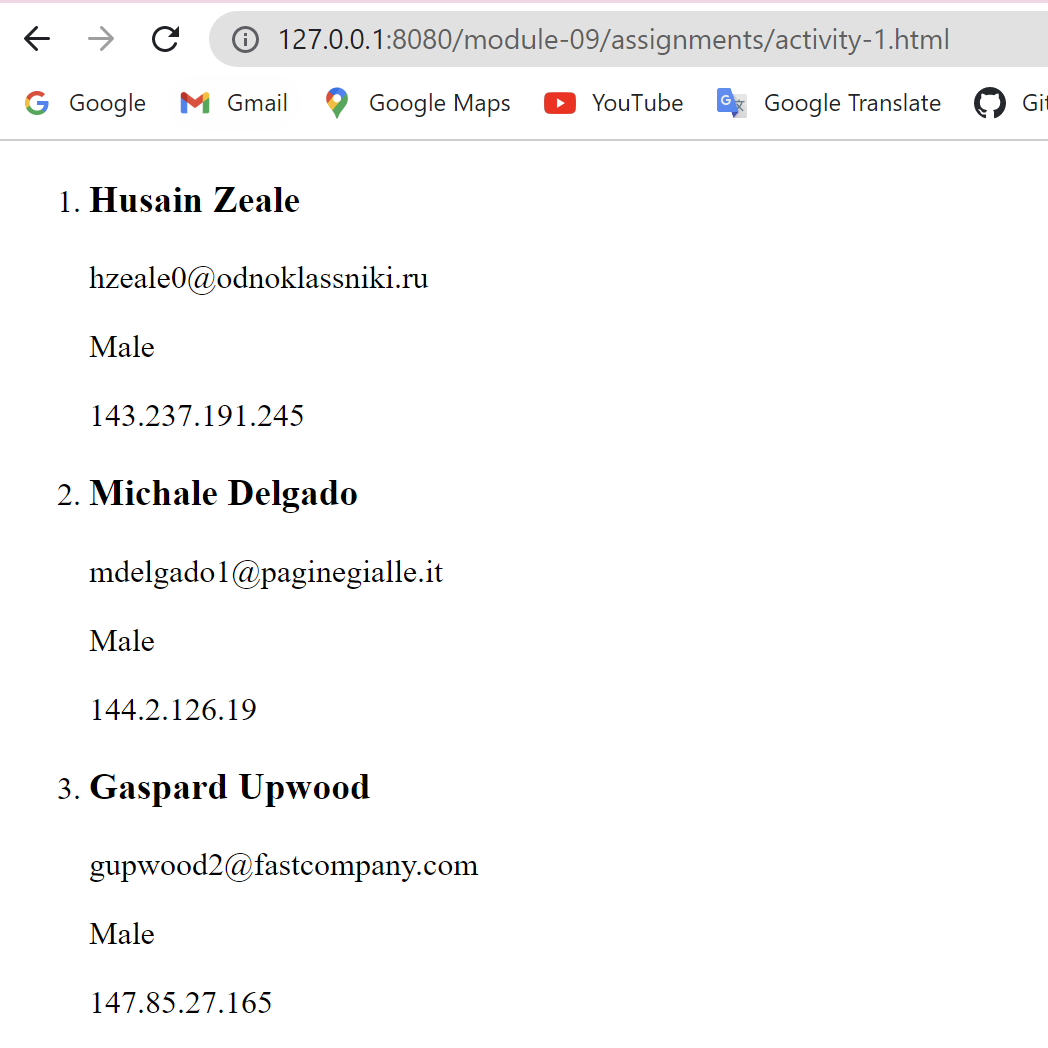 127.0.0.1:8080/module-09/assignments/activity-1.html
Google Gmail Google Maps YouTube Google Translate
1. Husain Zeale
hzeale0@odnoklassniki.ru
Male
143.237.191.245
2. Michale Delgado
mdelgado1@paginegialle.it
Male
144.2.126.19
3. Gaspard Upwood
gupwood2@fastcompany.com
Male
147.85.27.165